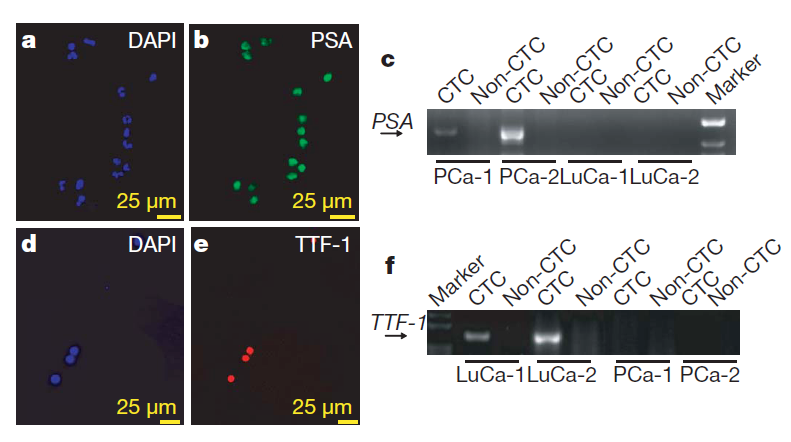 a DAPI
b PSA
25 µm
25 µm
c
CTC Non-CTC CTC Non-CTC CTC Non-CTC CTC Non-CTC Marker
PSA
PCa-1 PCa-2 LuCa-1 LuCa-2
d DAPI
e TTF-1
25 µm
25 µm
f
Marker CTC Non-CTC CTC Non-CTC CTC Non-CTC CTC Non-CTC
TTF-1
LuCa-1 LuCa-2 PCa-1 PCa-2